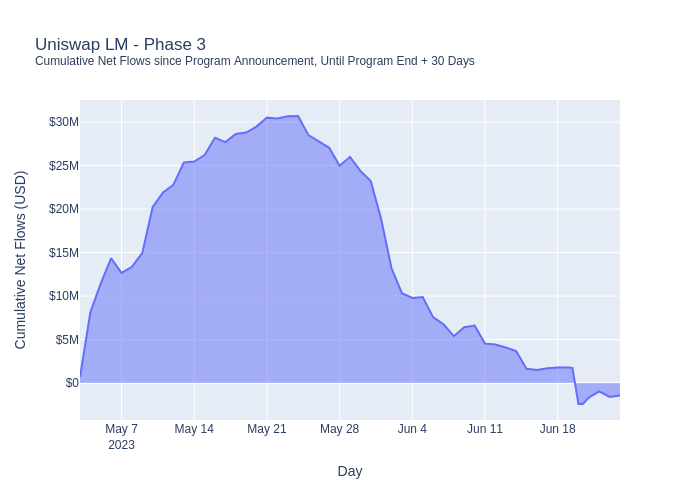 Uniswap LM - Phase 3
Cumulative Net Flows since Program Announcement, Until Program End + 30 Days
Cumulative Net Flows (USD)
$30M
$25M
$20M
$15M
$10M
$5M
$0
May 7 May 14 May 21 May 28 Jun 4 Jun 11 Jun 18
2023
Day